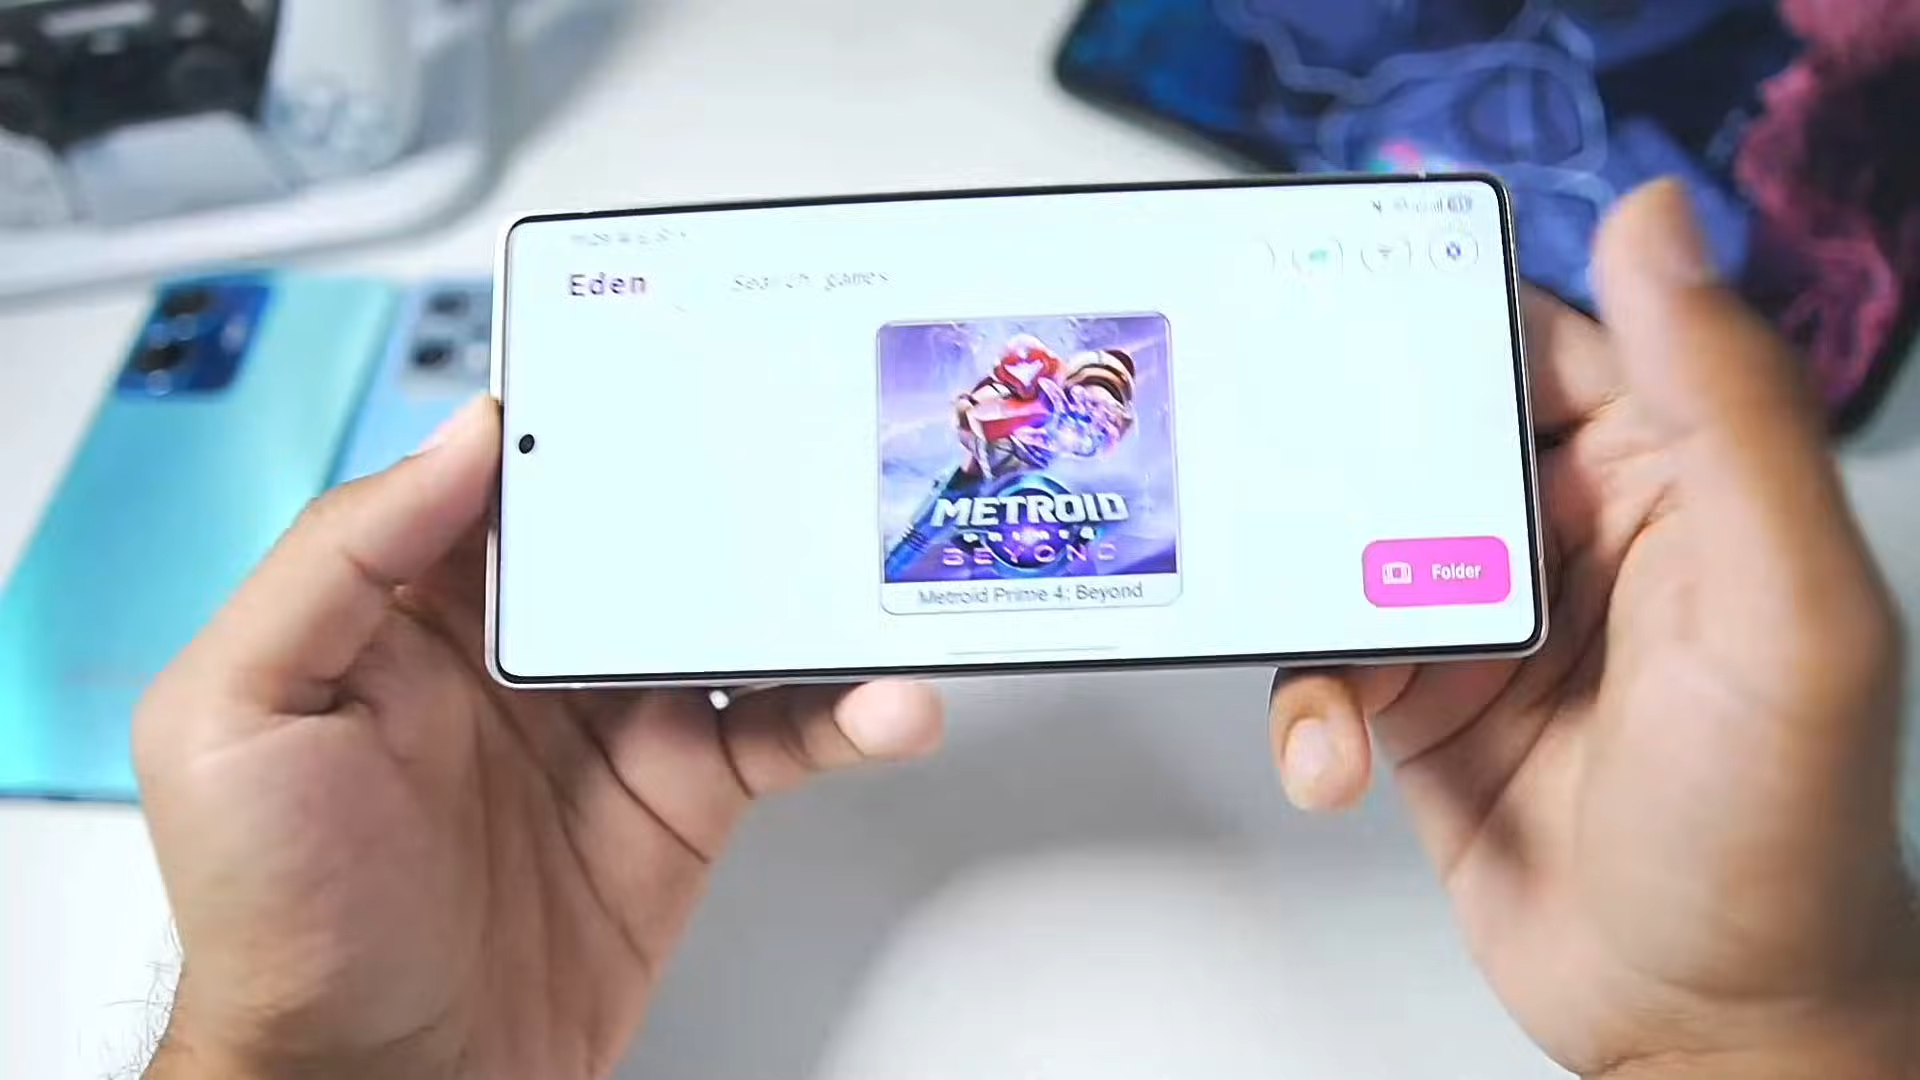 Eden
Search games
METROID
BEYOND
Metroid Prime 4: Beyond
Folder